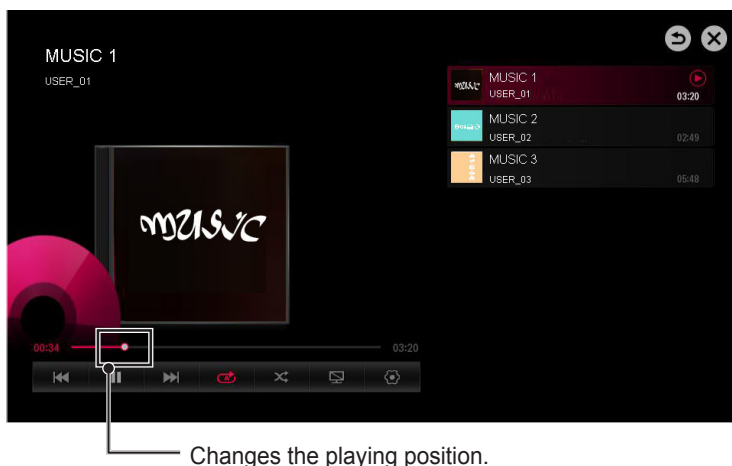 MUSIC 1
USER_01
MUSIC 1
USER_01
03:20
MUSIC 2
USER_02
02:49
MUSIC 3
USER_03
05:48
MUSIC
00:34
03:20
Changes the playing position.